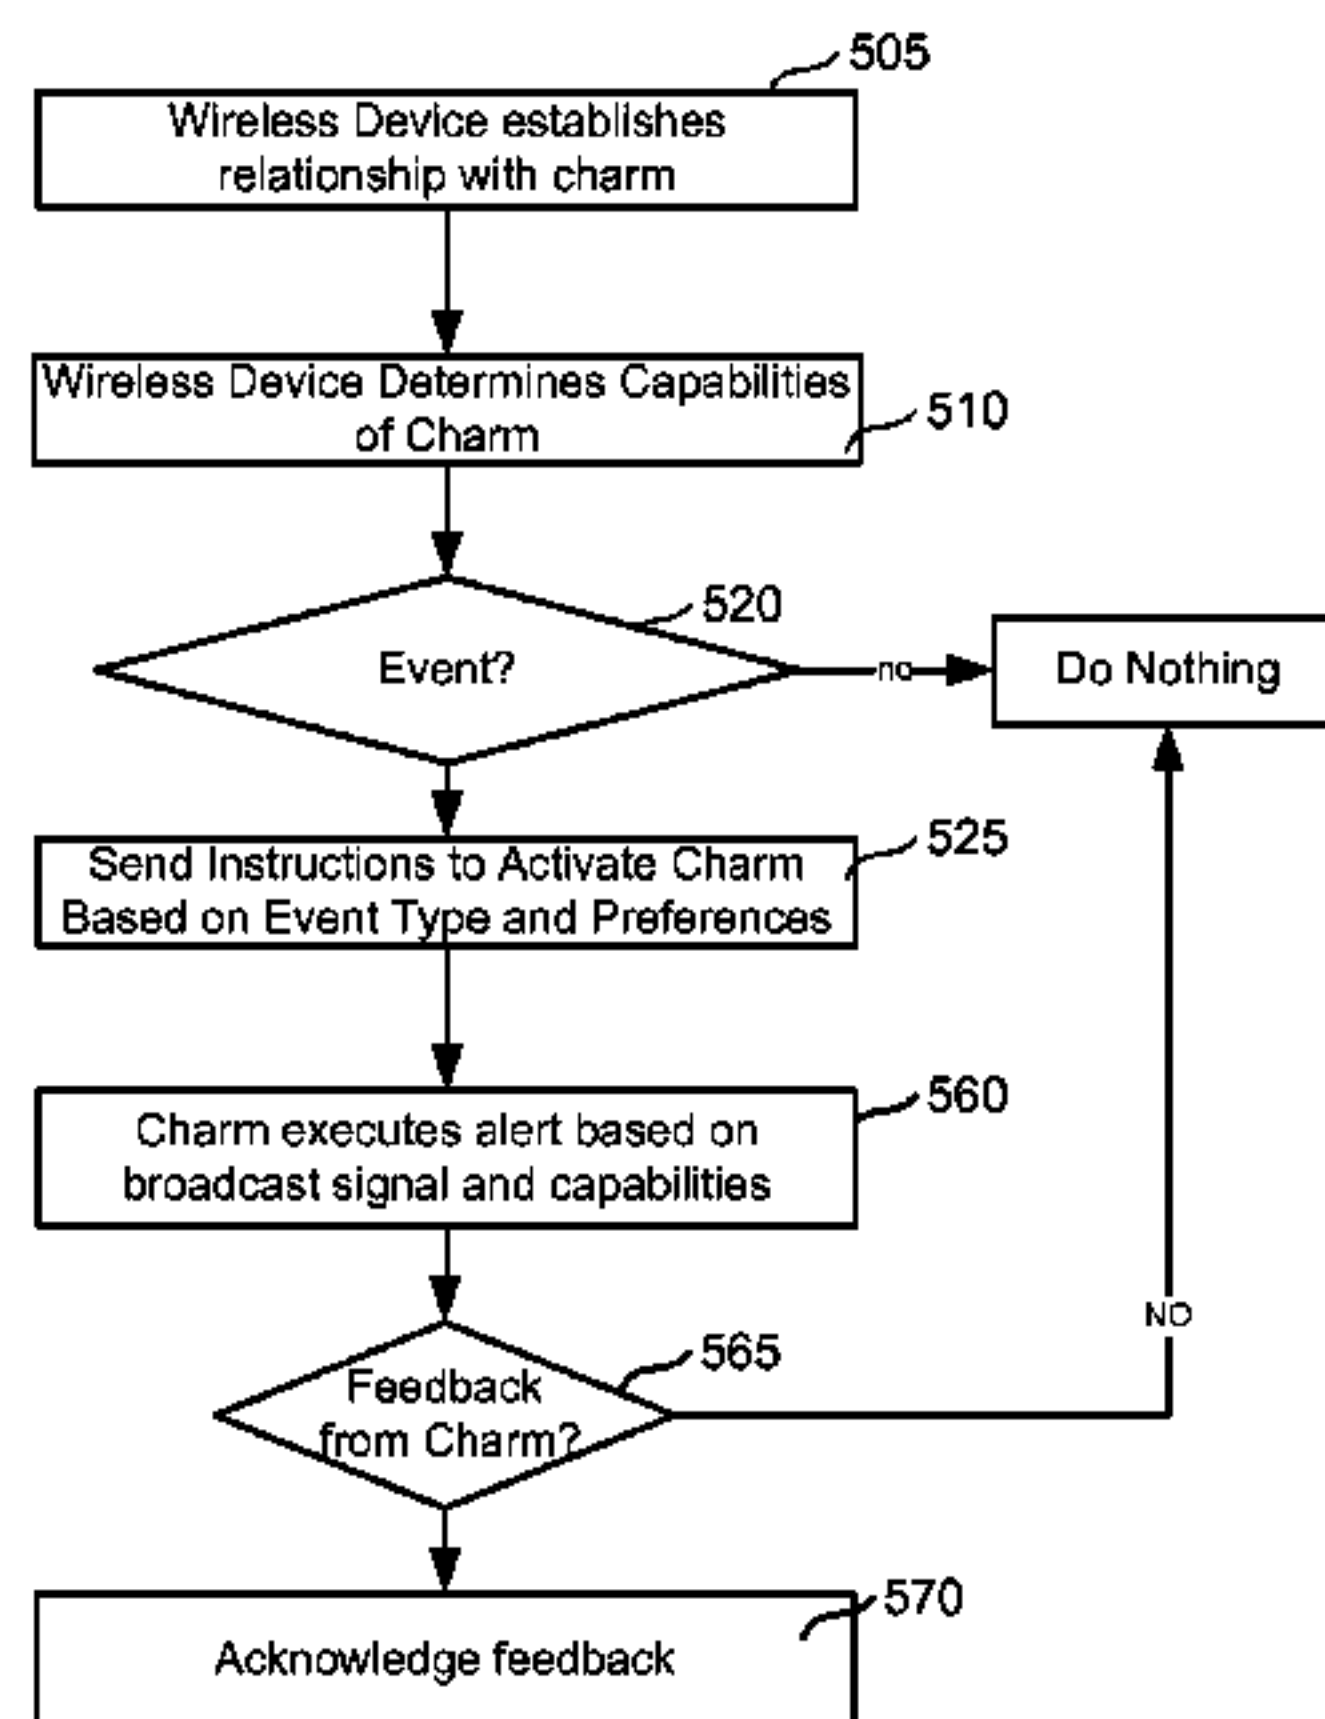 505
Wireless Device establishes
relationship with charm
Wireless Device Determines Capabilities
of Charm
510
520
Event?
no
Do Nothing
525
Send Instructions to Activate Charm
Based on Event Type and Preferences
560
Charm executes alert based on
broadcast signal and capabilities
NO
565
Feedback
from Charm?
570
Acknowledge feedback